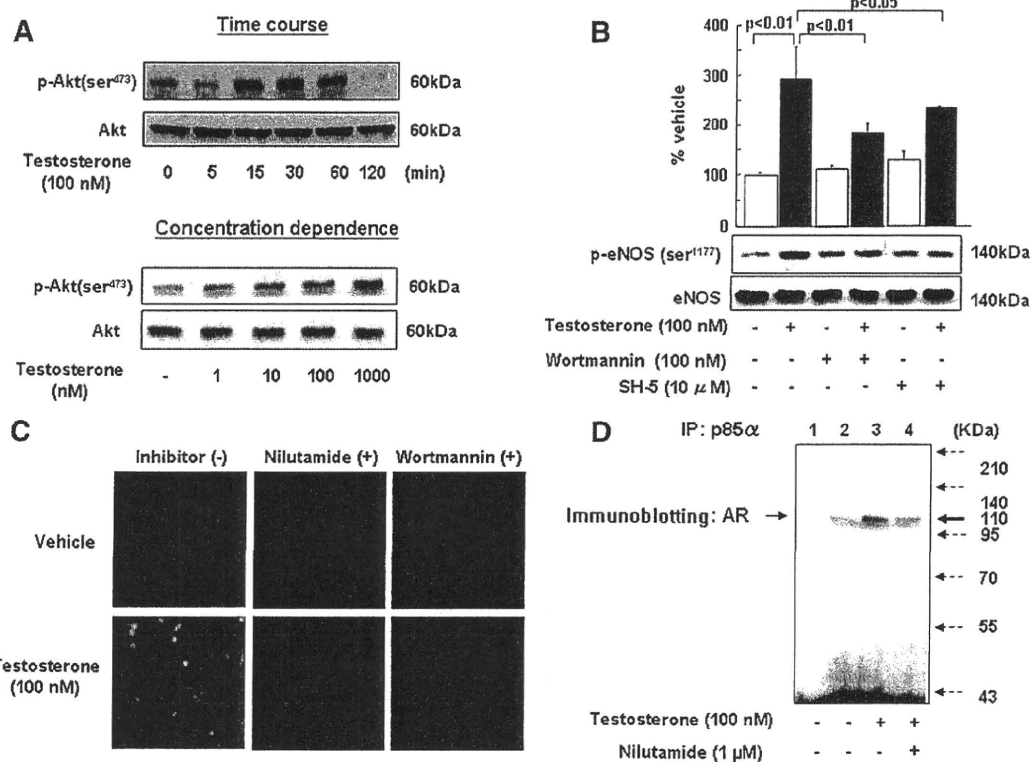 A
Time course
p-Akt(ser473)
60kDa
Akt
60kDa
Testosterone
(100 nM)
0 5 15 30 60 120 (min)
Concentration dependence
p-Akt(ser473)
60kDa
Akt
60kDa
Testosterone
(nM)
- 1 10 100 1000
B
p<0.05
p<0.01
p<0.01
% vehicle
400
300
200
100
0
p-eNOS (ser1177)
140kDa
eNOS
140kDa
Testosterone (100 nM) - + - + - +
Wortmannin (100 nM) - - + + - -
SH-5 (10 μM) - - - - + +
C
Inhibitor (-) Nilutamide (+) Wortmannin (+)
Vehicle
Testosterone
(100 nM)
D
IP: p85α 1 2 3 4 (KDa)
Immunoblotting: AR
210
140
110
95
70
55
43
Testosterone (100 nM) - - + +
Nilutamide (1 μM) - - - +